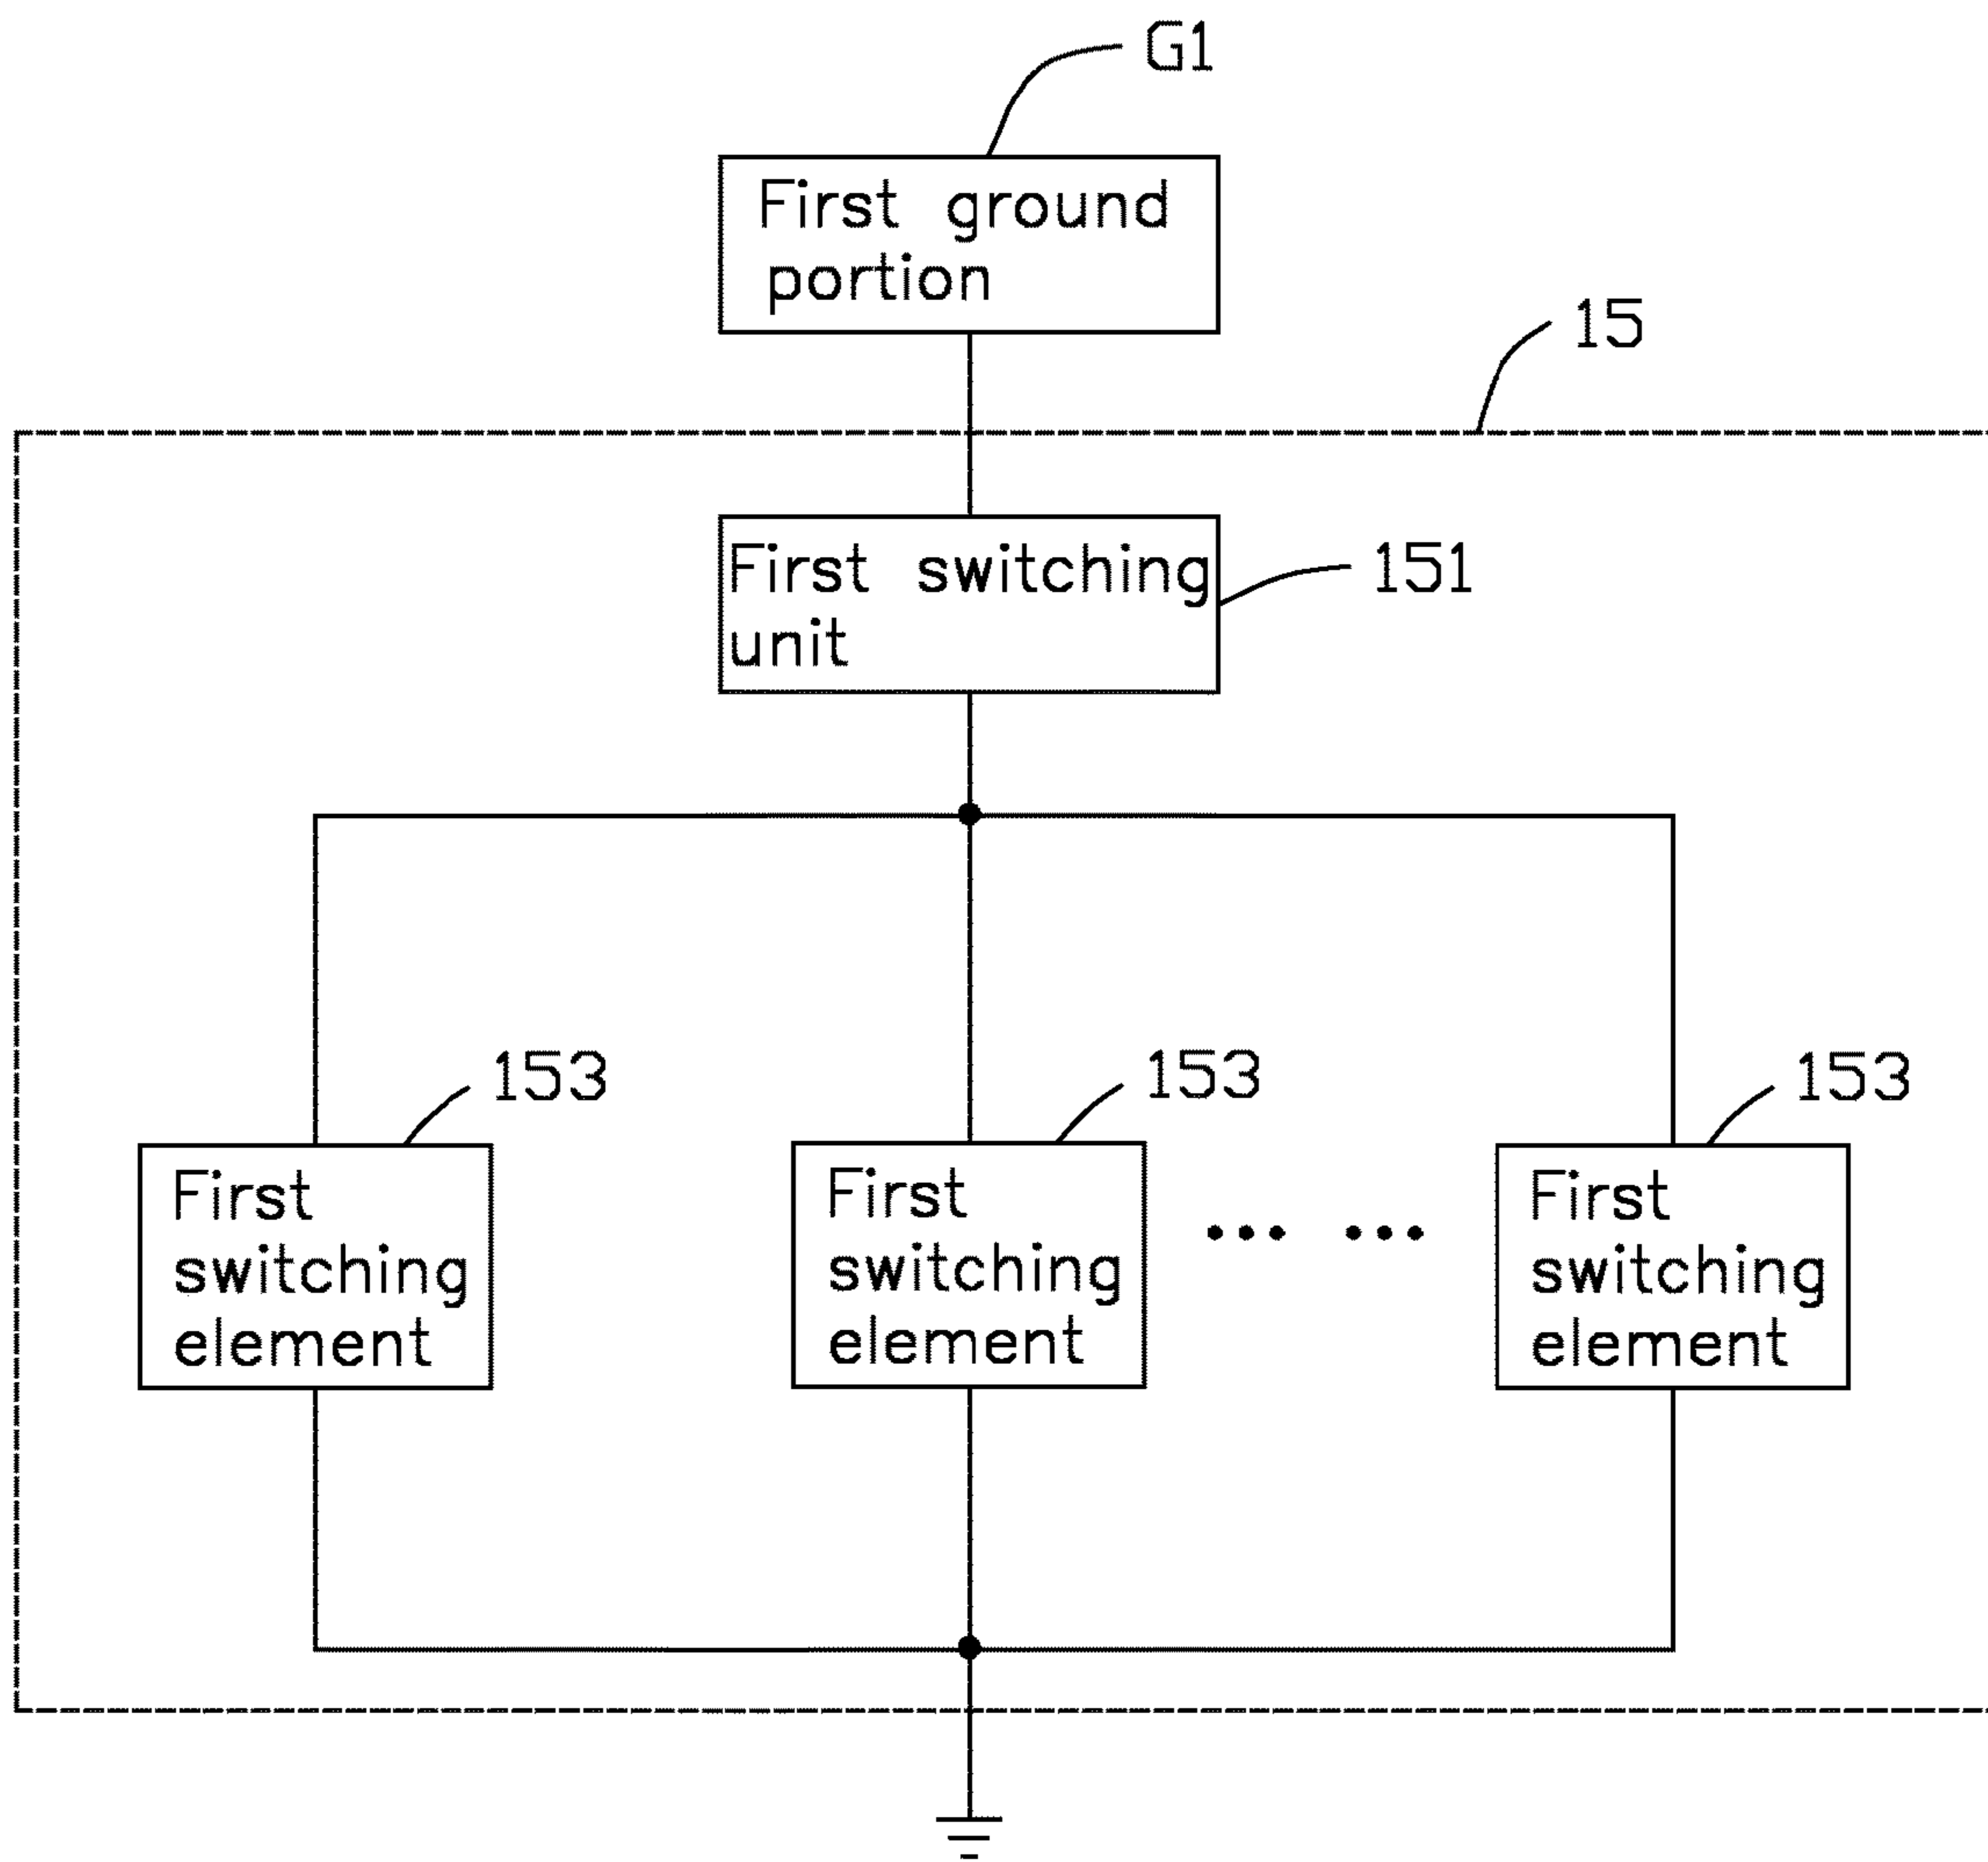 G1
First ground
portion
15
First switching
unit
151
153
153
153
First
switching
element
First
switching
element
First
switching
element